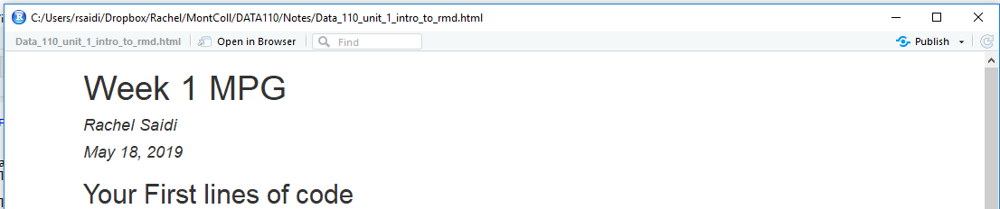 C:/Users/rsaidi/Dropbox/Rachel/MontColl/DATA110/Notes/Data_110_unit_1_intro_to_rmd.html
Data_110_unit_1_intro_to_rmd.html Open in Browser Find Publish
Week 1 MPG
Rachel Saidi
May 18, 2019
Your First lines of code